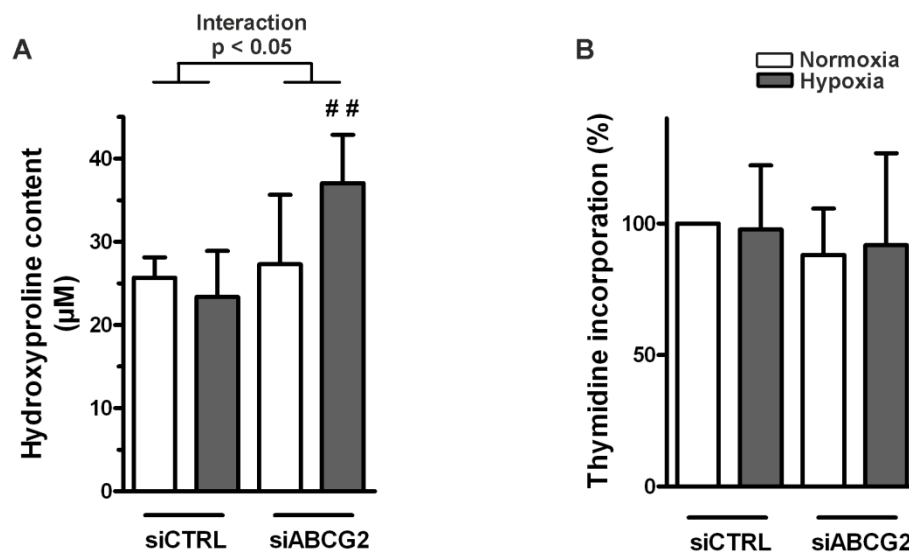 A
Interaction
p < 0.05
# #
Hydroxyproline content
(µM)
40
30
20
10
0
siCTRL
siABCG2
B
Normoxia
Hypoxia
Thymidine incorporation (%)
100
50
0
siCTRL
siABCG2